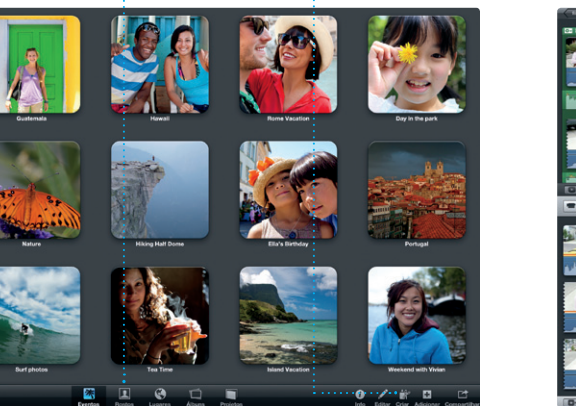 Guatemala Hawaii Rome Vacation Day in the park
Nature Hiking Half Dome Ella's Birthday Portugal
Surf photos Tea Time Island Vacation Weekend with Vivian
Eventos Rostos Lugares Álbuns Projetos Info Editar Criar Adicionar Compartilhar